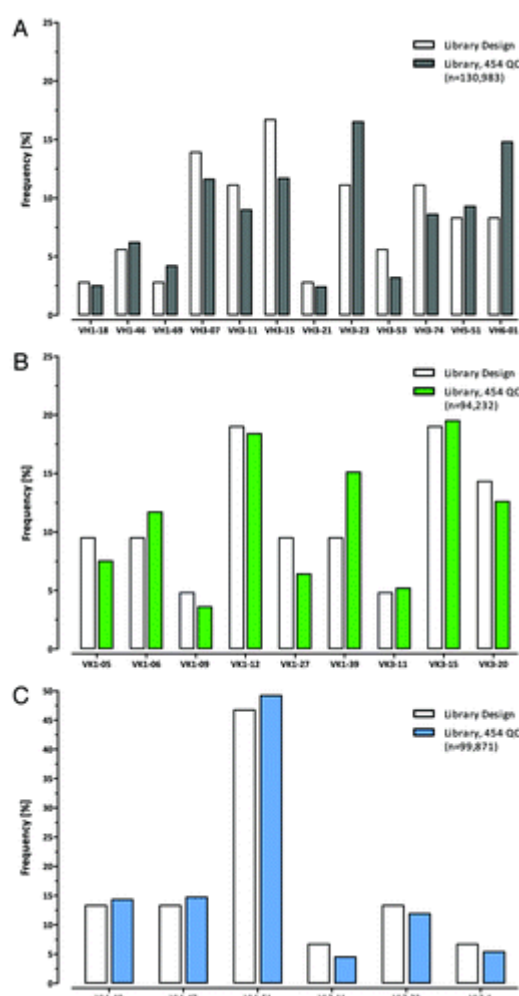 A
Library Design
Library, 454 QC
(n=130,983)
Frequency [%]
25
20
15
10
5
0
VH1-18 VH1-46 VH1-69 VH3-07 VH3-11 VH3-15 VH3-21 VH3-23 VH3-53 VH3-74 VH5-51 VH6-01
B
Library Design
Library, 454 QC
(n=94,232)
Frequency [%]
25
20
15
10
5
0
VK1-05 VK1-06 VK1-09 VK1-12 VK1-27 VK1-39 VK3-11 VK3-15 VK3-20
C
Library Design
Library, 454 QC
(n=99,871)
Frequency [%]
50
45
40
35
30
25
20
15
10
5
0